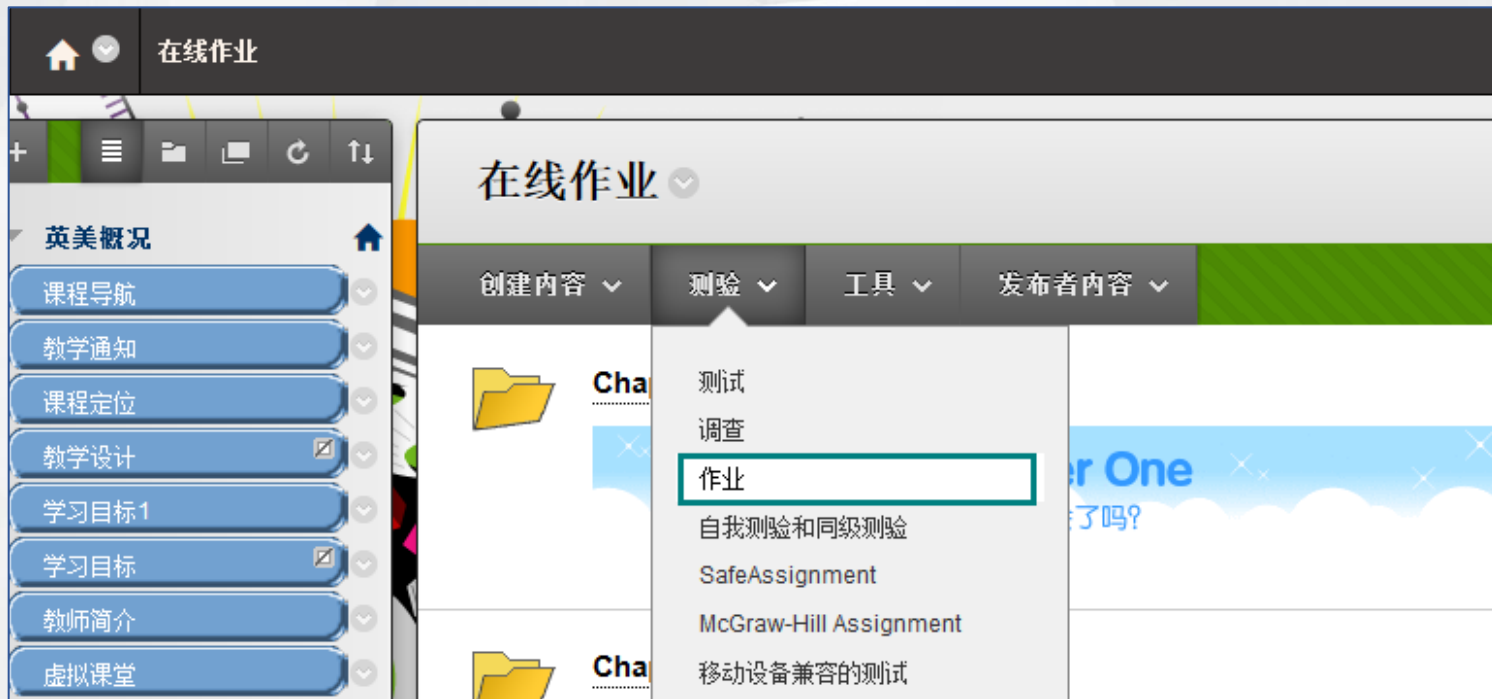 在线作业
在线作业
英美概况
课程导航
教学通知
课程定位
教学设计
学习目标1
学习目标
教师简介
虚拟课堂
创建内容 测验 工具 发布者内容
测试
调查
作业
自我测验和同级测验
SafeAssignment
McGraw-Hill Assignment
移动设备兼容的测试
One
了吗?